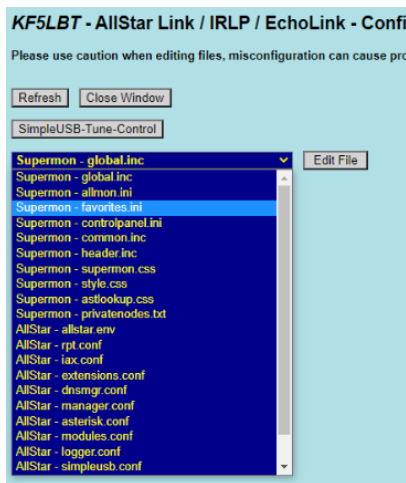 KF5LBT - AllStar Link / IRLP / EchoLink - Confi
Please use caution when editing files, misconfiguration can cause pro
Refresh Close Window
SimpleUSB-Tune-Control
Supermon - global.inc Edit File
Supermon - global.inc
Supermon - allmon.ini
Supermon - favorites.ini
Supermon - controlpanel.ini
Supermon - common.inc
Supermon - header.inc
Supermon - supermon.css
Supermon - style.css
Supermon - astlookup.css
Supermon - privatenodes.txt
AllStar - allstar.env
AllStar - rpt.conf
AllStar - iax.conf
AllStar - extensions.conf
AllStar - dnsmgr.conf
AllStar - manager.conf
AllStar - asterisk.conf
AllStar - modules.conf
AllStar - logger.conf
AllStar - simpleusb.conf